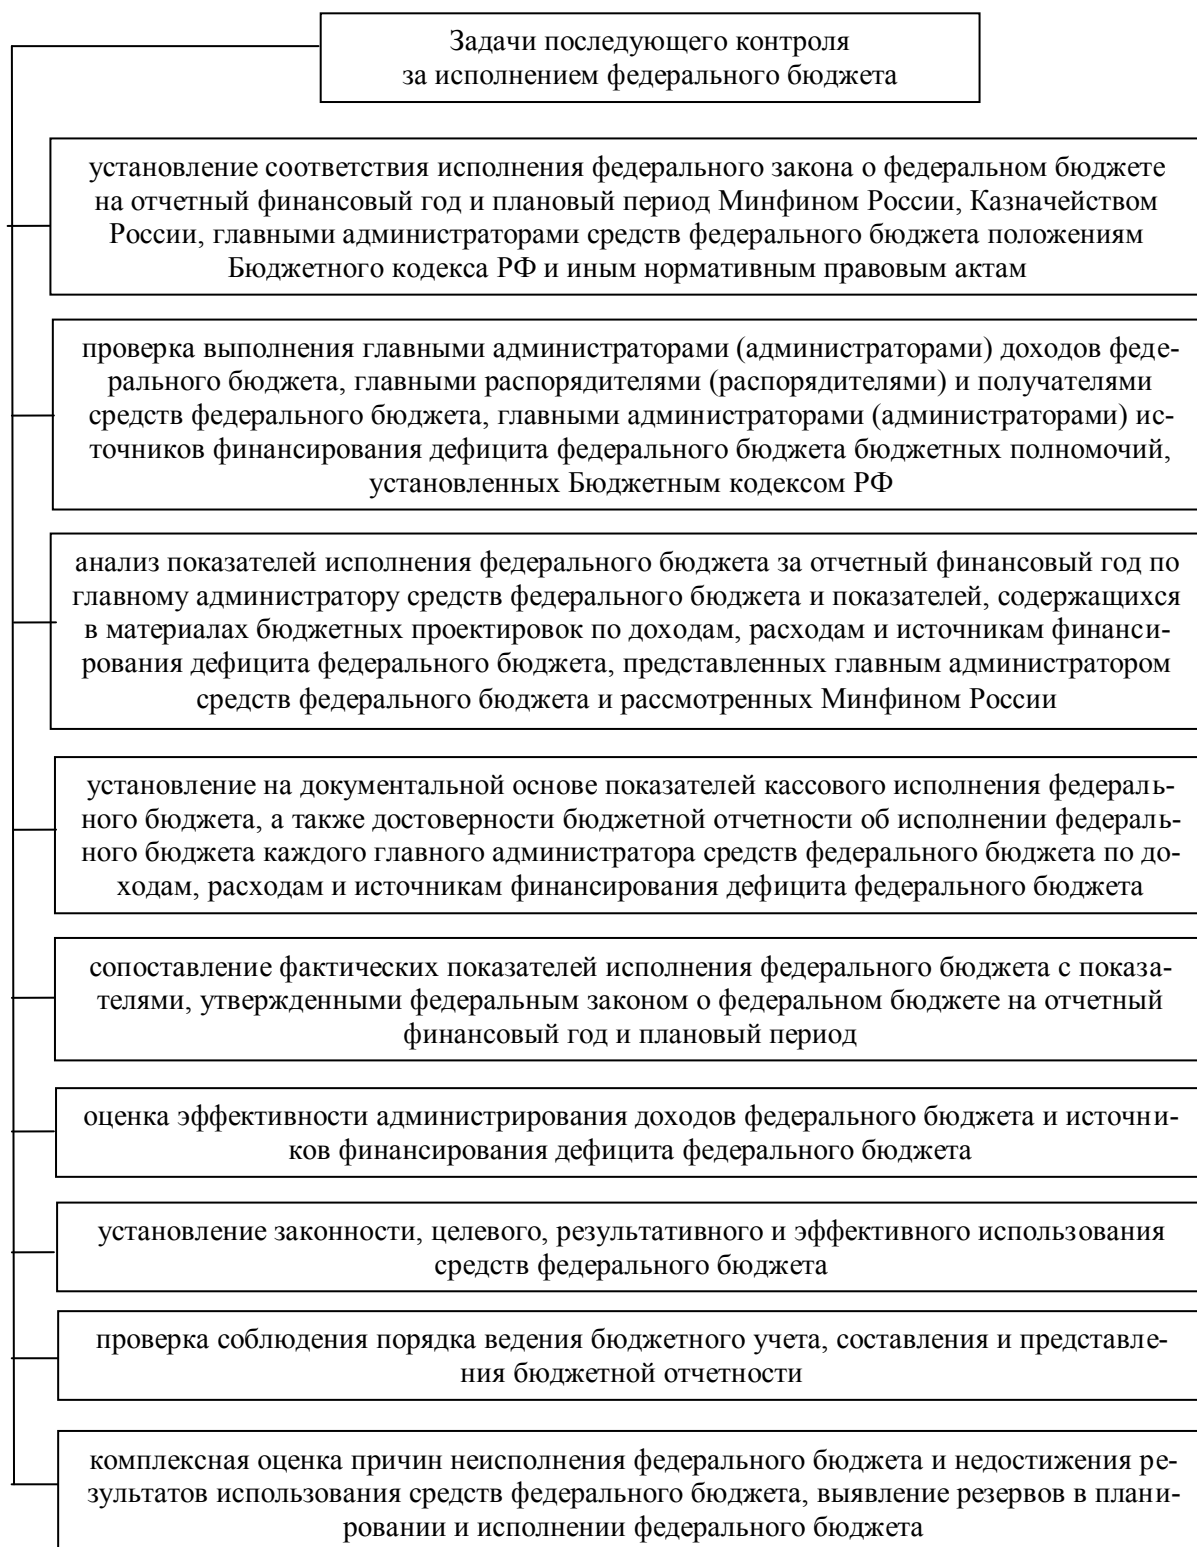 Задачи последующего контроля
за исполнением федерального бюджета
установление соответствия исполнения федерального закона о федеральном бюджете
на отчетный финансовый год и плановый период Минфином России, Казначейством
России, главными администраторами средств федерального бюджета положениям
Бюджетного кодекса РФ и иным нормативным правовым актам
проверка выполнения главными администраторами (администраторами) доходов феде-
рального бюджета, главными распорядителями (распорядителями) и получателями
средств федерального бюджета, главными администраторами (администраторами) ис-
точников финансирования дефицита федерального бюджета бюджетных полномочий,
установленных Бюджетным кодексом РФ
анализ показателей исполнения федерального бюджета за отчетный финансовый год по
главному администратору средств федерального бюджета и показателей, содержащихся
в материалах бюджетных проектировок по доходам, расходам и источникам финанси-
рования дефицита федерального бюджета, представленных главным администратором
средств федерального бюджета и рассмотренных Минфином России
установление на документальной основе показателей кассового исполнения федераль-
ного бюджета, а также достоверности бюджетной отчетности об исполнении федераль-
ного бюджета каждого главного администратора средств федерального бюджета по до-
ходам, расходам и источникам финансирования дефицита федерального бюджета
сопоставление фактических показателей исполнения федерального бюджета с показа-
телями, утвержденными федеральным законом о федеральном бюджете на отчетный
финансовый год и плановый период
оценка эффективности администрирования доходов федерального бюджета и источни-
ков финансирования дефицита федерального бюджета
установление законности, целевого, результативного и эффективного использования
средств федерального бюджета
проверка соблюдения порядка ведения бюджетного учета, составления и представле-
ния бюджетной отчетности
комплексная оценка причин неисполнения федерального бюджета и недостижения ре-
зультатов использования средств федерального бюджета, выявление резервов в плани-
ровании и исполнении федерального бюджета